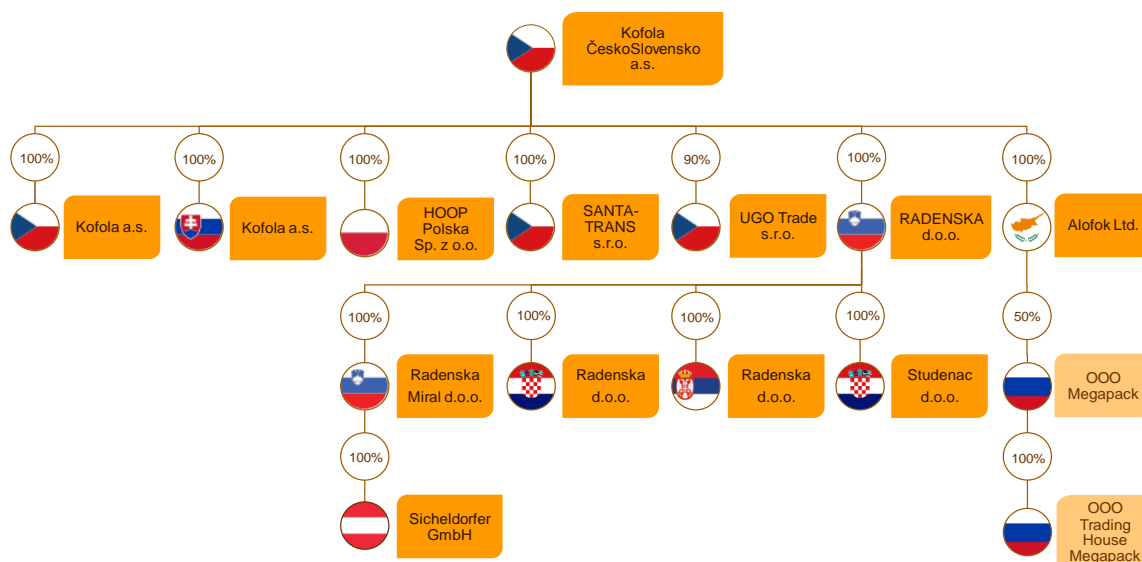 Kofola
ČeskoSlovensko
a.s.
100%
100%
100%
100%
90%
100%
100%
Kofola a.s.
Kofola a.s.
HOOP
Polska
Sp. z o.o.
SANTA-
TRANS
s.r.o.
UGO Trade
s.r.o.
RADENSKA
d.o.o.
Alofok Ltd.
100%
100%
100%
100%
50%
Radenska
Miral d.o.o.
Radenska
d.o.o.
Radenska
d.o.o.
Studenac
d.o.o.
OOO
Megapack
100%
100%
Sicheldorfer
GmbH
OOO
Trading
House
Megapack